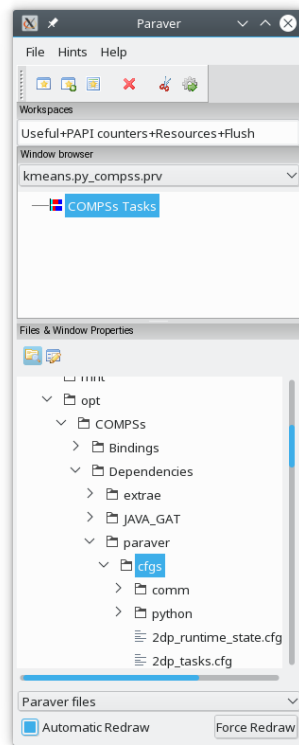 Paraver
File Hints Help
Workspaces
Useful+PAPI counters+Resources+Flush
Window browser
kmeans.py_compss.prv
COMPSs Tasks
Files & Window Properties
mnt
opt
COMPSs
Bindings
Dependencies
extrae
JAVA_GAT
paraver
cfgs
comm
python
2dp_runtime_state.cfg
2dp_tasks.cfg
Paraver files
Automatic Redraw Force Redraw